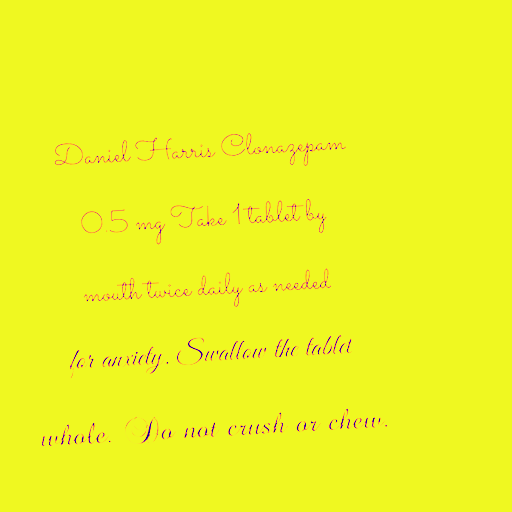 Daniel Harris Clonazepam
0.5 mg Take 1 tablet by
mouth twice daily as needed
for anxiety. Swallow the tablet
whole. Do not crush or chew.